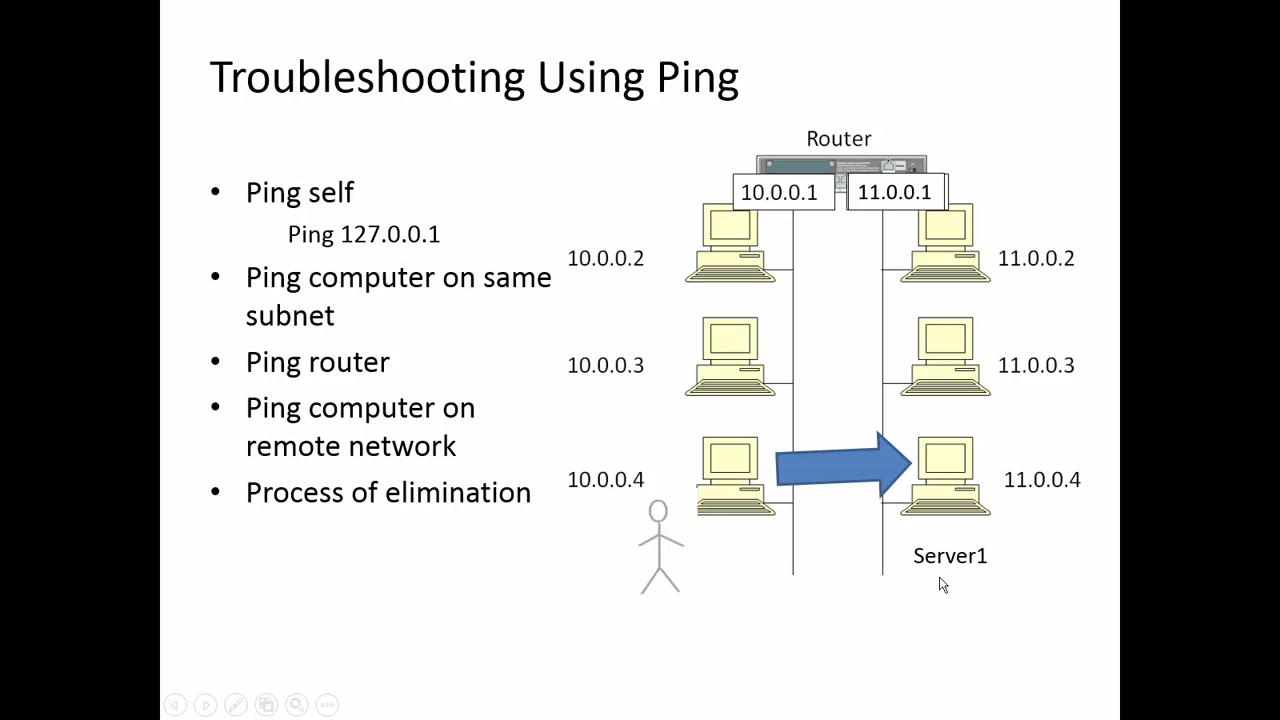 Troubleshooting Using Ping
• Ping self
Ping 127.0.0.1
• Ping computer on same
subnet
• Ping router
• Ping computer on
remote network
• Process of elimination
Router
10.0.0.1
11.0.0.1
10.0.0.2
11.0.0.2
10.0.0.3
11.0.0.3
10.0.0.4
11.0.0.4
Server1